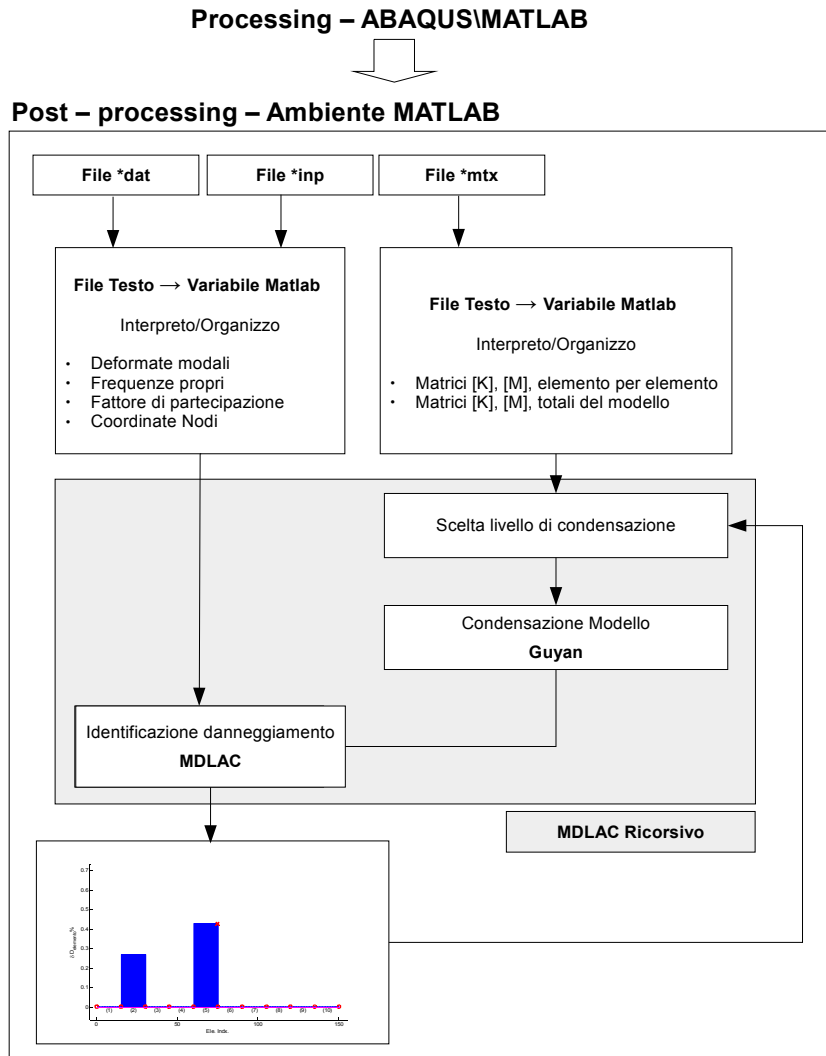 Processing – ABAQUS\MATLAB
Post – processing – Ambiente MATLAB
File *dat
File *inp
File *mtx
File Testo → Variabile Matlab
Interpreto/Organizzo
• Deformate modali
• Frequenze propri
• Fattore di partecipazione
• Coordinate Nodi
File Testo → Variabile Matlab
Interpreto/Organizzo
• Matrici [K], [M], elemento per elemento
• Matrici [K], [M], totali del modello
Scelta livello di condensazione
Condensazione Modello
Guyan
Identificazione danneggiamento
MDLAC
MDLAC Ricorsivo
0.7
0.6
0.5
0.4
0.3
0.2
0.1
0
δ D elemento %
(1) (2) (3) (4) (5) (6) (7) (8) (9) (10)
0 50 100 150
Ele. Indx.